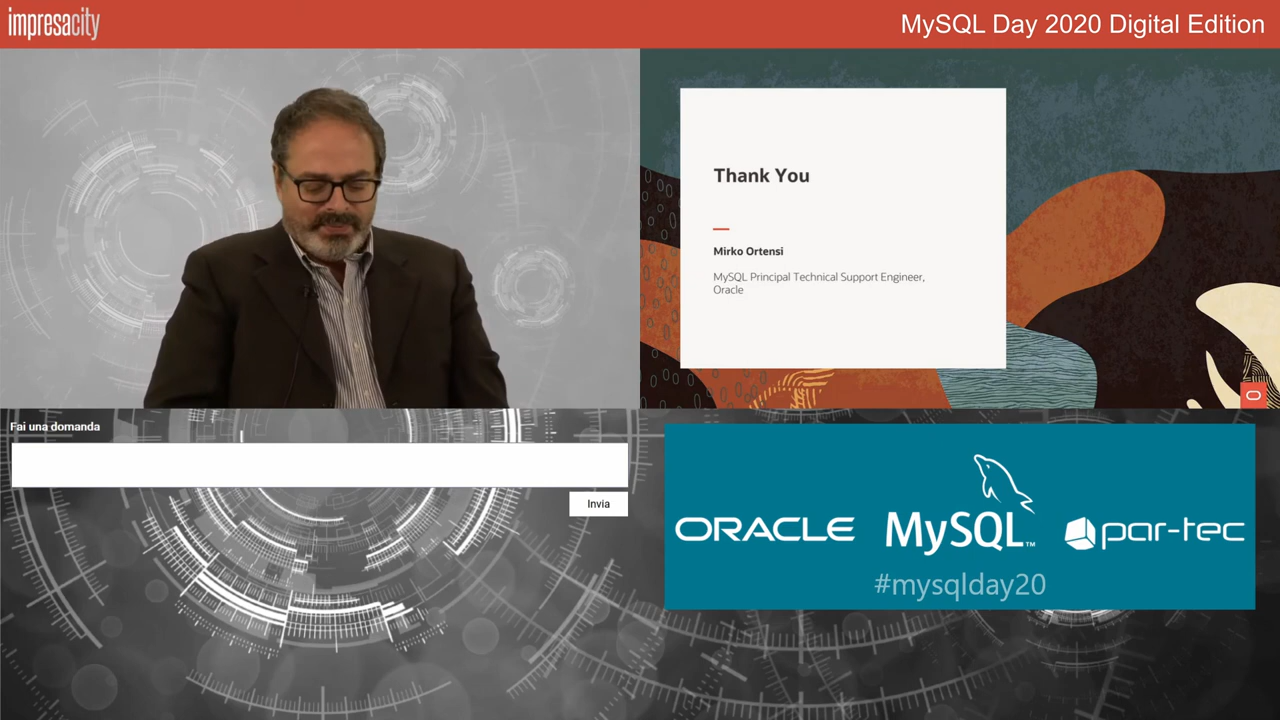 impresacity
MySQL Day 2020 Digital Edition
Thank You
Mirko Ortensi
MySQL Principal Technical Support Engineer,
Oracle
Fai una domanda
Invia
ORACLE
MySQL™
par-tec
#mysqlday20